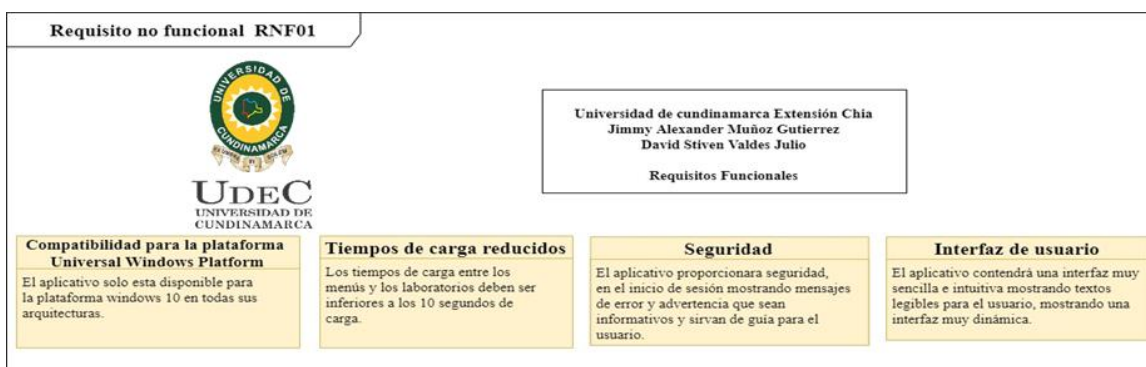 Requisito no funcional RNF01
UNIVERSIDAD DE
CUNDINAMARCA
UDEC
UNIVERSIDAD DE
CUNDINAMARCA
Universidad de cundinamarca Extensión Chia
Jimmy Alexander Muñoz Gutierrez
David Stiven Valdes Julio
Requisitos Funcionales
Compatibilidad para la plataforma
Universal Windows Platform
El aplicativo solo esta disponible para
la plataforma windows 10 en todas sus
arquitecturas.
Tiempos de carga reducidos
Los tiempos de carga entre los
menús y los laboratorios deben ser
inferiores a los 10 segundos de
carga.
Seguridad
El aplicativo proporcionara seguridad,
en el inicio de sesión mostrando mensajes
de error y advertencia que sean
informativos y sirvan de guía para el
usuario.
Interfaz de usuario
El aplicativo contendrá una interfaz muy
sencilla e intuitiva mostrando textos
legibles para el usuario, mostrando una
interfaz muy dinámica.